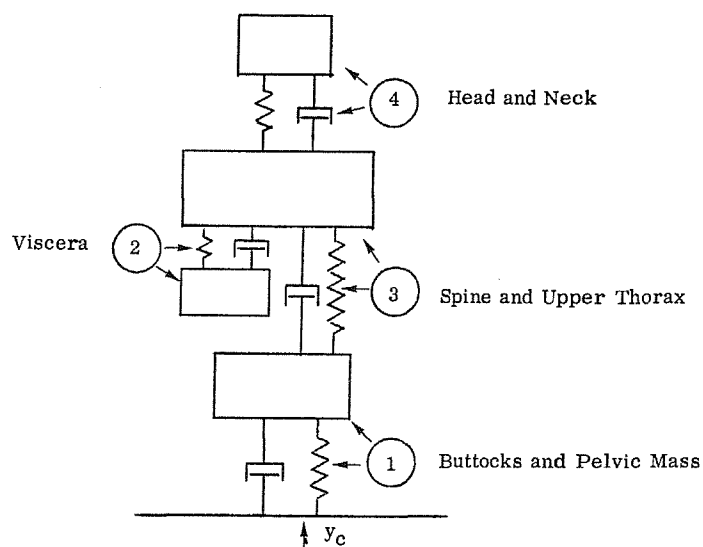 4 Head and Neck
Viscera 2
3 Spine and Upper Thorax
1 Buttocks and Pelvic Mass
y_c